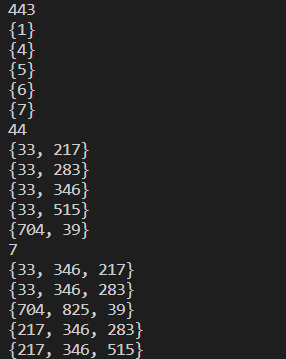 443
{1}
{4}
{5}
{6}
{7}
44
{33, 217}
{33, 283}
{33, 346}
{33, 515}
{704, 39}
7
{33, 346, 217}
{33, 346, 283}
{704, 825, 39}
{217, 346, 283}
{217, 346, 515}